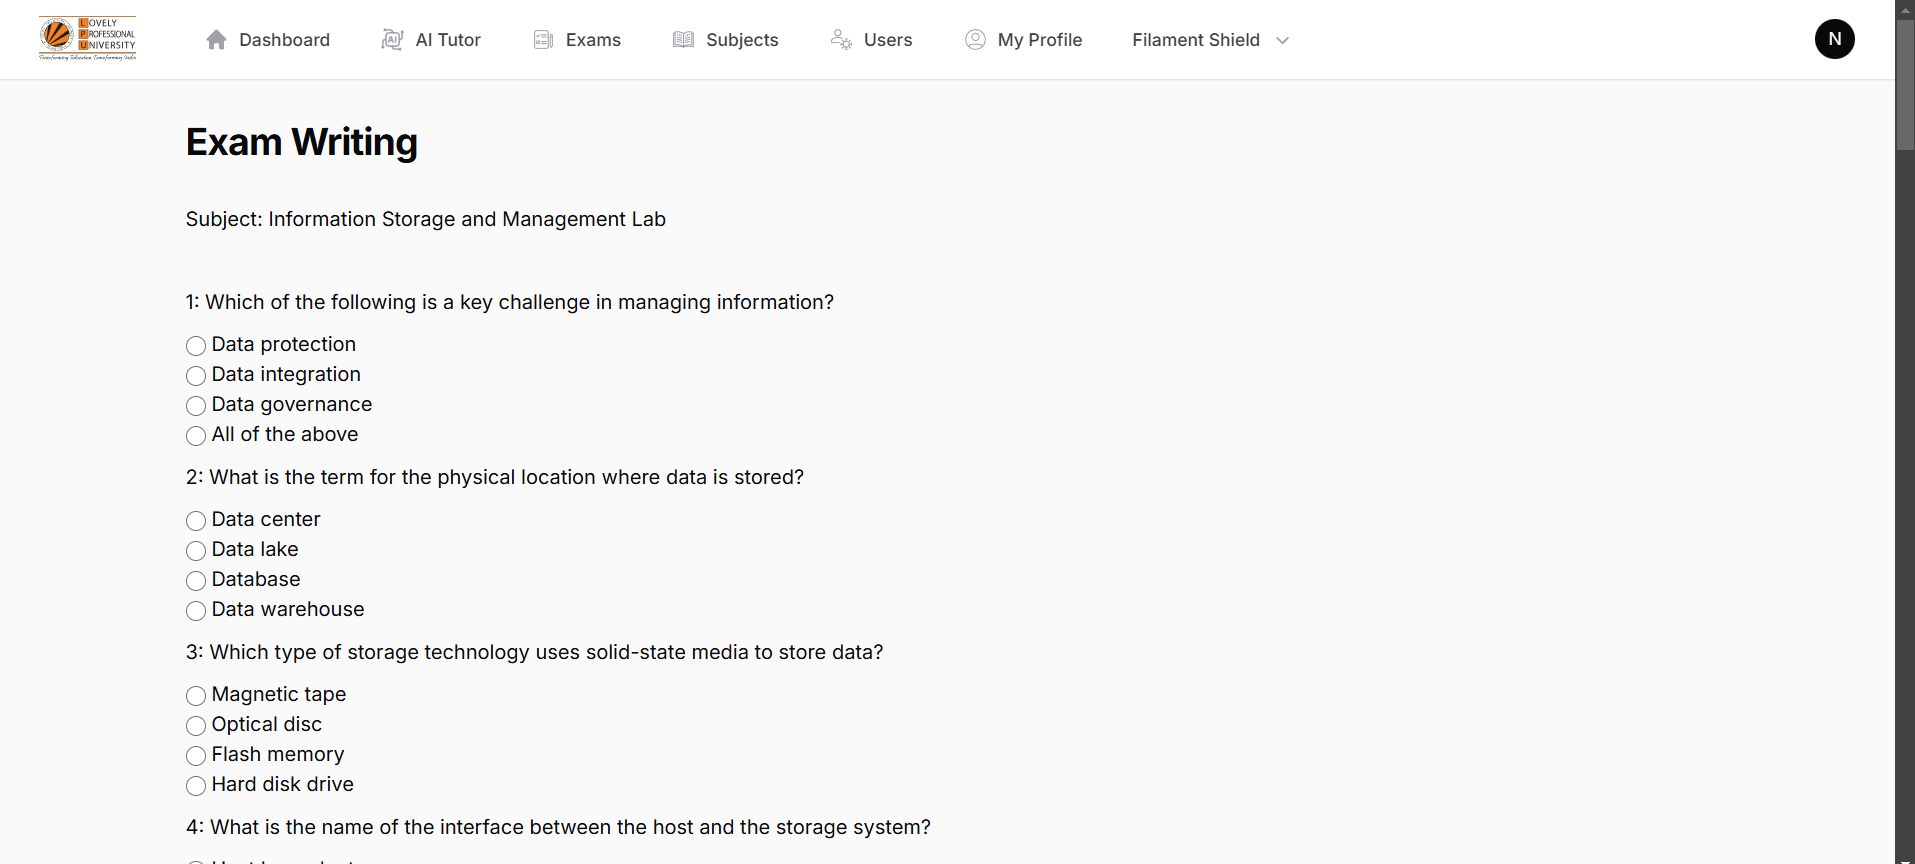 LOVELY
PROFESSIONAL
UNIVERSITY
Transforming Education Transforming India
Dashboard
AI Tutor
Exams
Subjects
Users
My Profile
Filament Shield
N
Exam Writing
Subject: Information Storage and Management Lab
1: Which of the following is a key challenge in managing information?
Data protection
Data integration
Data governance
All of the above
2: What is the term for the physical location where data is stored?
Data center
Data lake
Database
Data warehouse
3: Which type of storage technology uses solid-state media to store data?
Magnetic tape
Optical disc
Flash memory
Hard disk drive
4: What is the name of the interface between the host and the storage system?